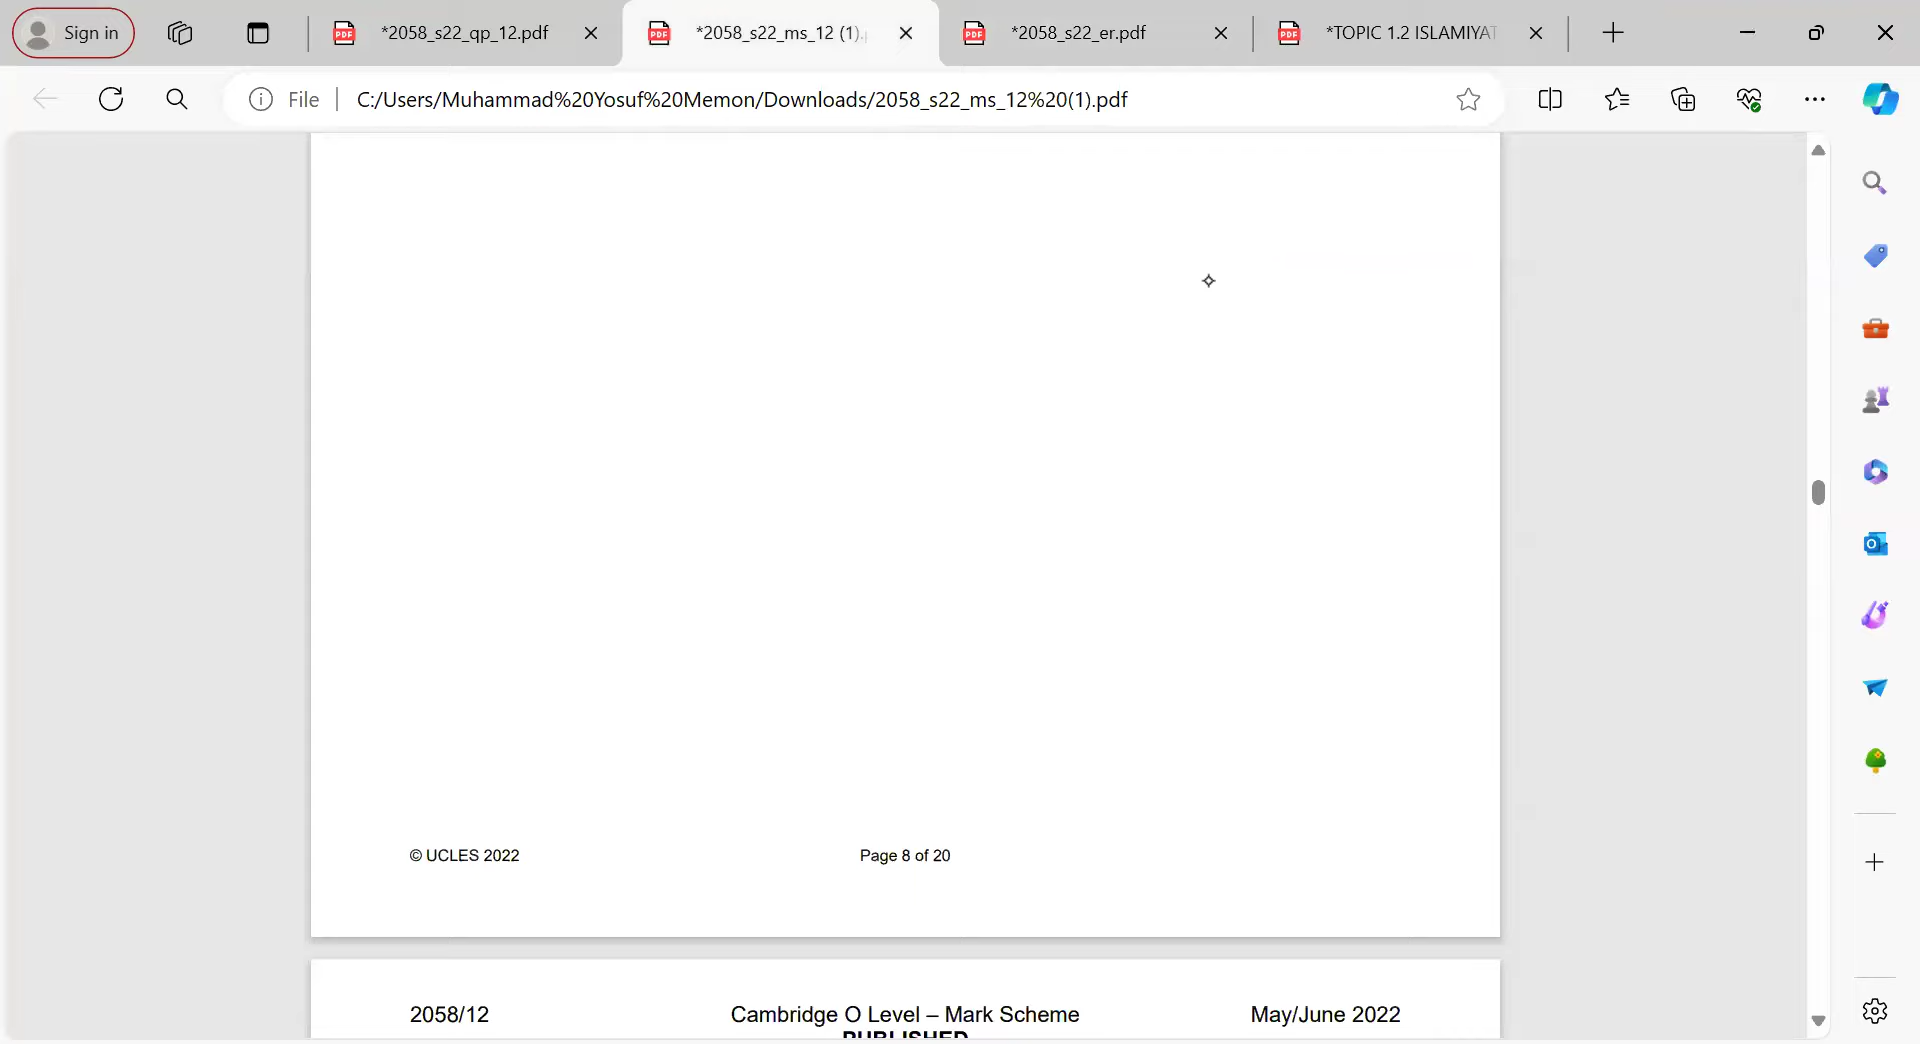 Sign in
*2058_s22_qp_12.pdf
*2058_s22_ms_12 (1).
*2058_s22_er.pdf
*TOPIC 1.2 ISLAMIYAT
File
C:/Users/Muhammad%20Yosuf%20Memon/Downloads/2058_s22_ms_12%20(1).pdf
© UCLES 2022
Page 8 of 20
2058/12
Cambridge O Level – Mark Scheme
May/June 2022
PUBLISHED